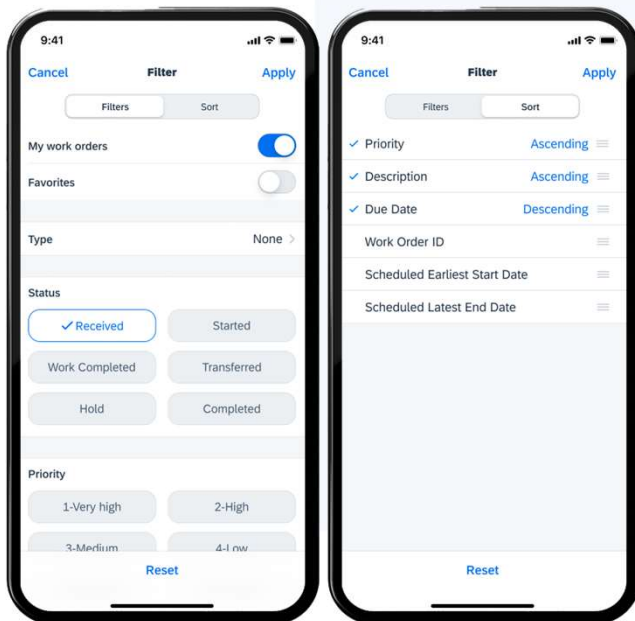 9:41
Cancel Filter Apply
Filters Sort
My work orders
Favorites
Type None
Status
Received Started
Work Completed Transferred
Hold Completed
Priority
1-Very high 2-High
3-Medium 4-Low
Reset
9:41
Cancel Filter Apply
Filters Sort
Priority Ascending
Description Ascending
Due Date Descending
Work Order ID
Scheduled Earliest Start Date
Scheduled Latest End Date
Reset